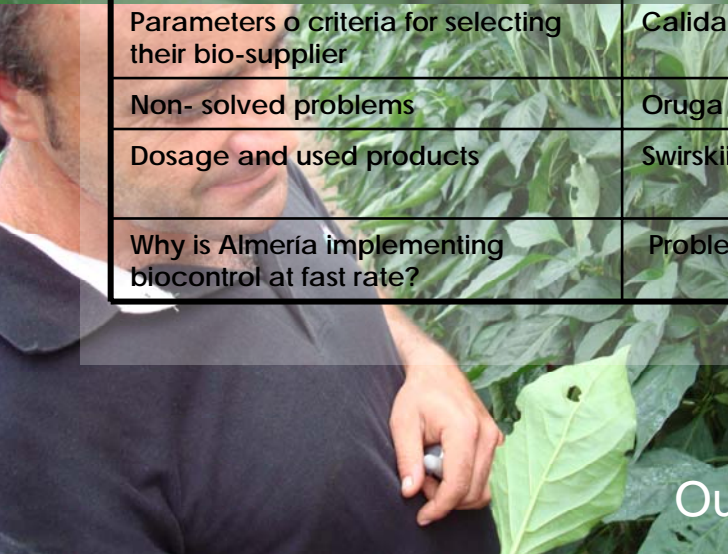 Parameters o criteria for selecting
their bio-supplier
Calida
Non- solved problems
Oruga
Dosage and used products
Swirskii
Why is Almería implementing
biocontrol at fast rate?
Proble
Ou